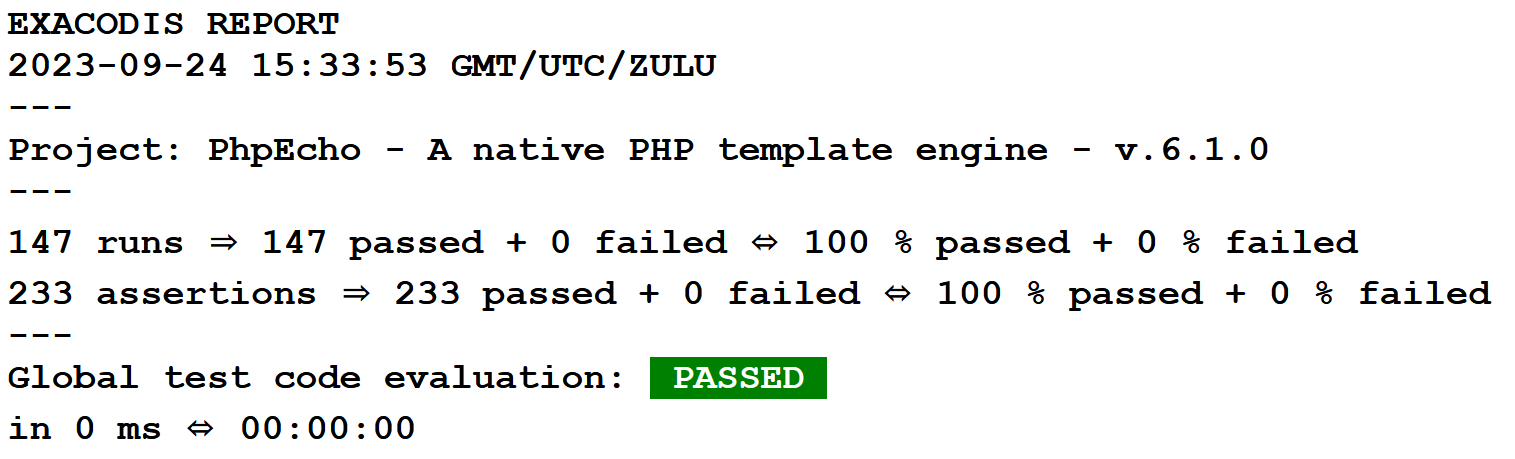 EXACODIS REPORT
2023-09-24 15:33:53 GMT/UTC/ZULU
---
Project: PhpEcho - A native PHP template engine - v.6.1.0
---
147 runs ⇒ 147 passed + 0 failed ⇔ 100 % passed + 0 % failed
233 assertions ⇒ 233 passed + 0 failed ⇔ 100 % passed + 0 % failed
---
Global test code evaluation: PASSED
in 0 ms ⇔ 00:00:00